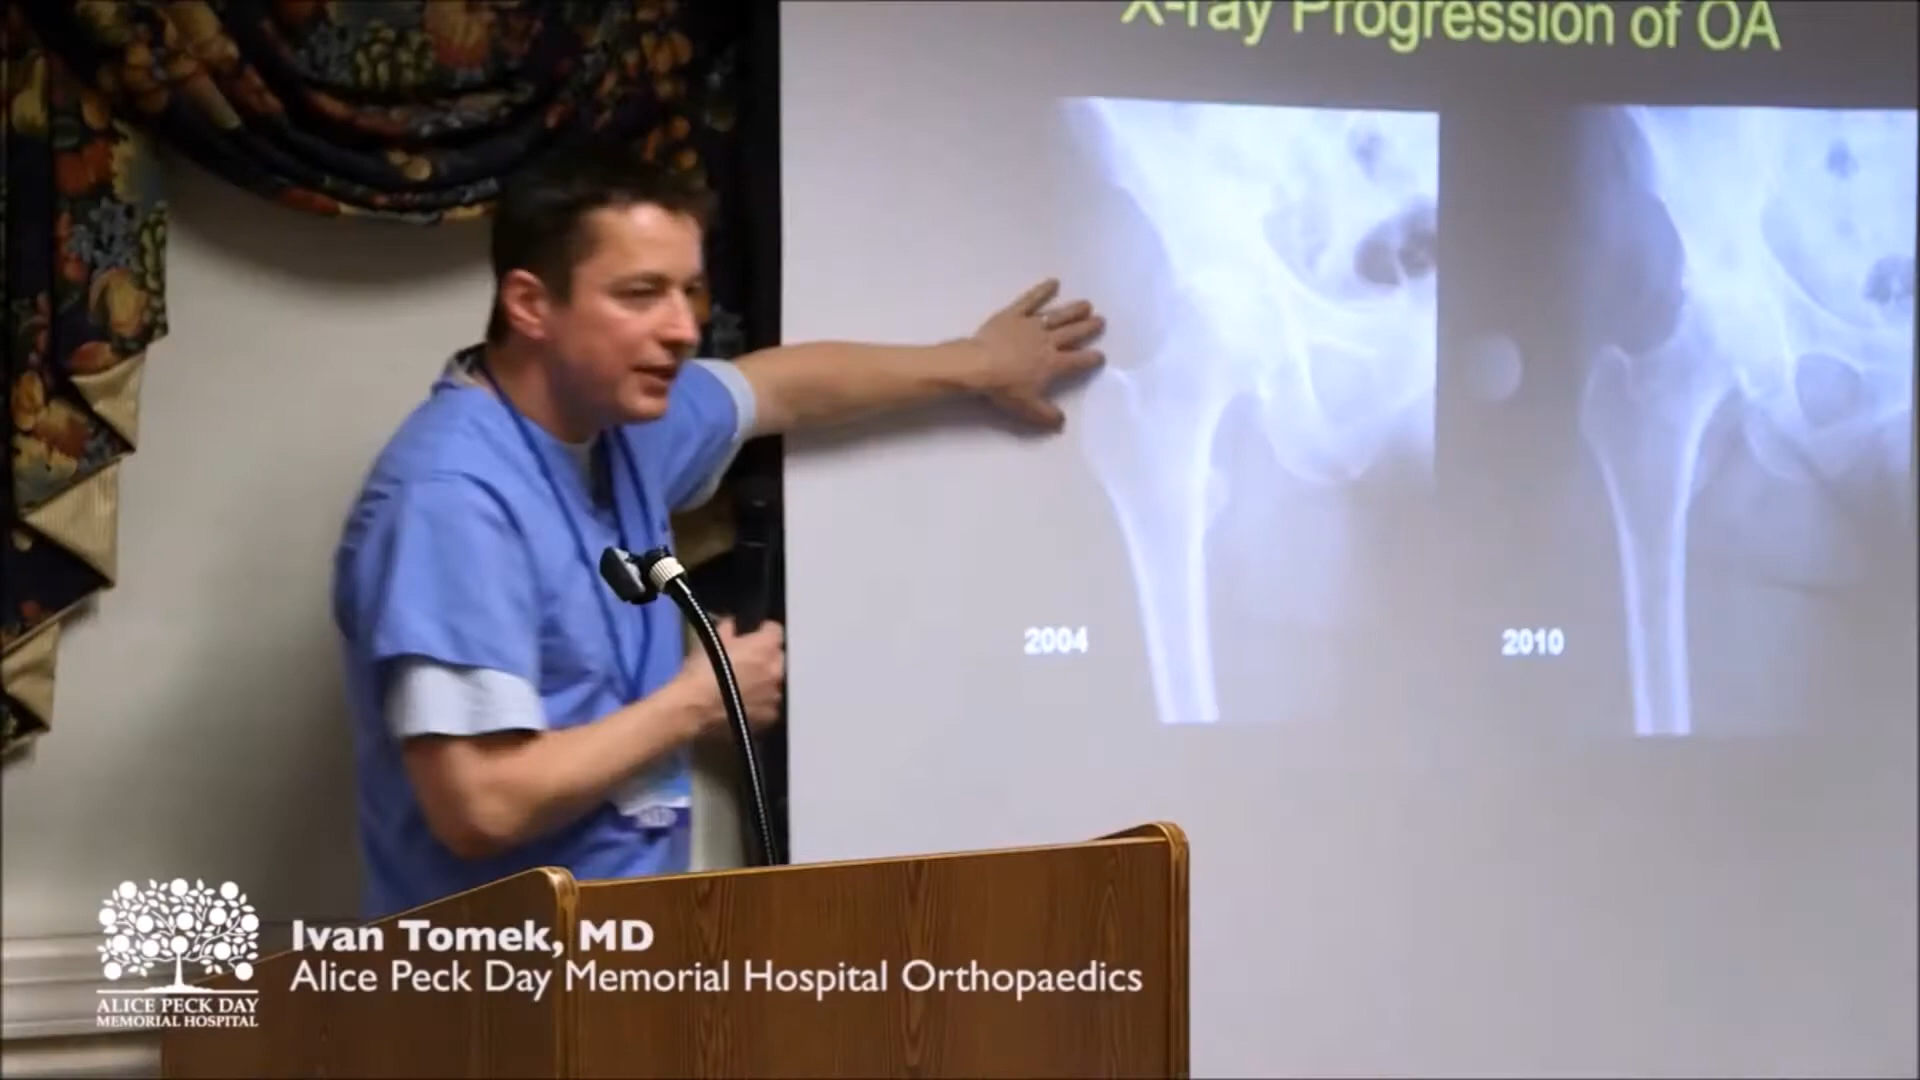 X-ray Progression of OA
2004
2010
Ivan Tomek, MD
Alice Peck Day Memorial Hospital Orthopaedics
ALICE PECK DAY
MEMORIAL HOSPITAL